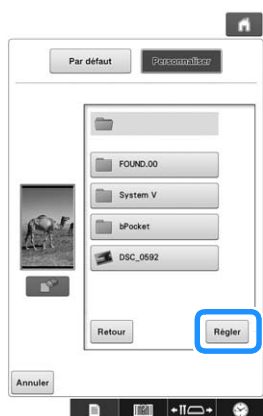 Par défaut Personnaliser
FOUND.00
System V
bPocket
DSC_0592
Retour Régler
Annuler